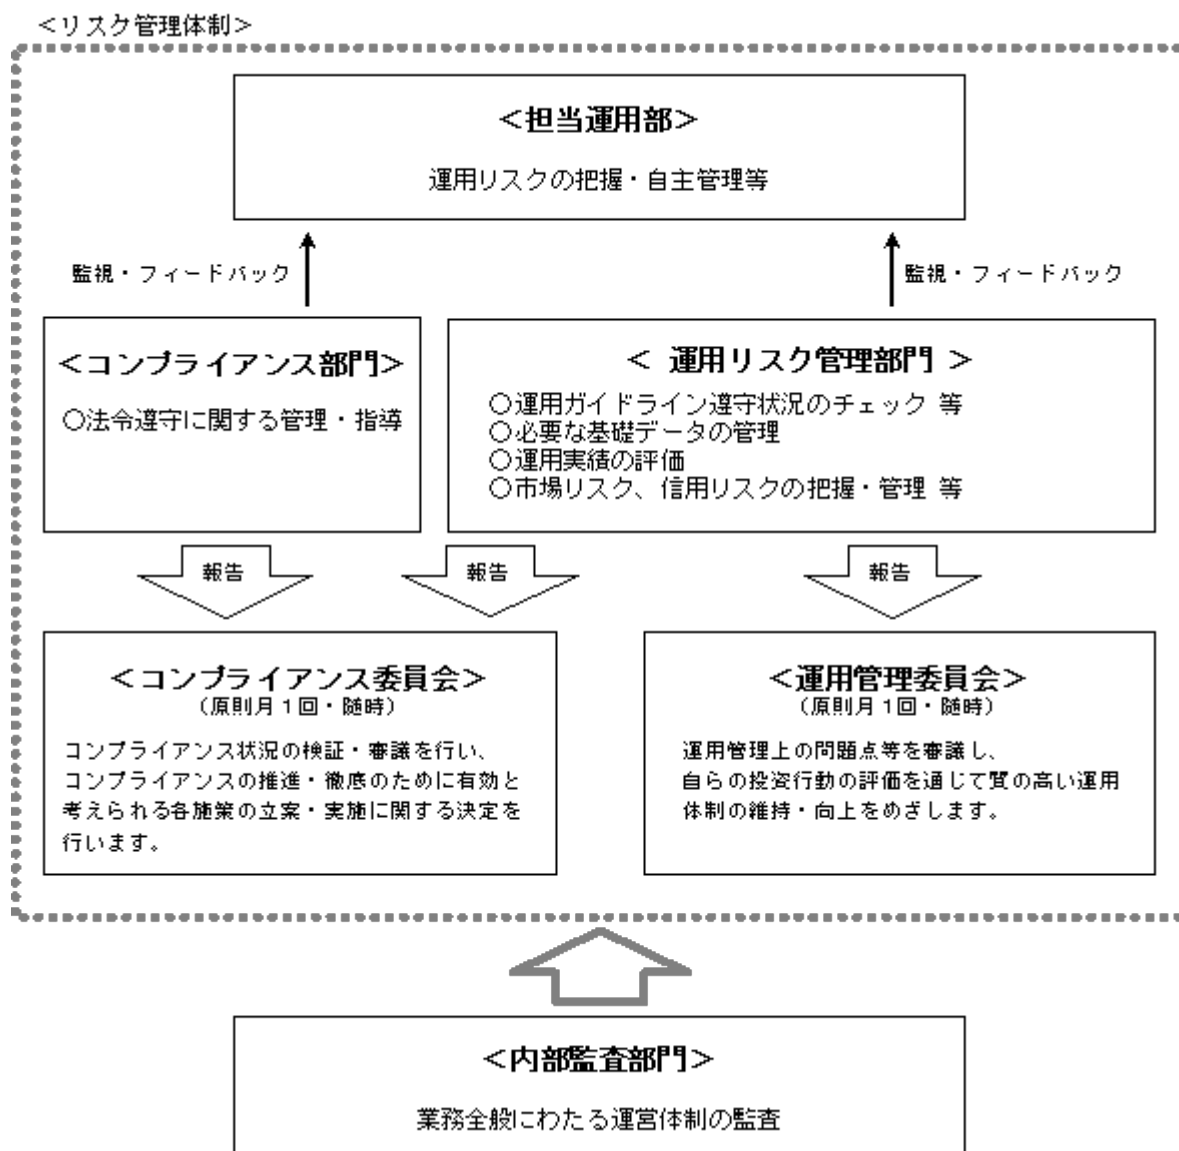 ＜リスク管理体制＞
＜担当運用部＞
運用リスクの把握・自主管理等
監視・フィードバック
監視・フィードバック
＜コンプライアンス部門＞
○法令遵守に関する管理・指導
＜ 運用リスク管理部門 ＞
○運用ガイドライン遵守状況のチェック 等
○必要な基礎データの管理
○運用実績の評価
○市場リスク、信用リスクの把握・管理 等
報告
報告
報告
＜コンプライアンス委員会＞
（原則月１回・随時）
コンプライアンス状況の検証・審議を行い、
コンプライアンスの推進・徹底のために有効と
考えられる各施策の立案・実施に関する決定を
行います。
＜運用管理委員会＞
（原則月１回・随時）
運用管理上の問題点等を審議し、
自らの投資行動の評価を通じて質の高い運用
体制の維持・向上をめざします。
＜内部監査部門＞
業務全般にわたる運営体制の監査